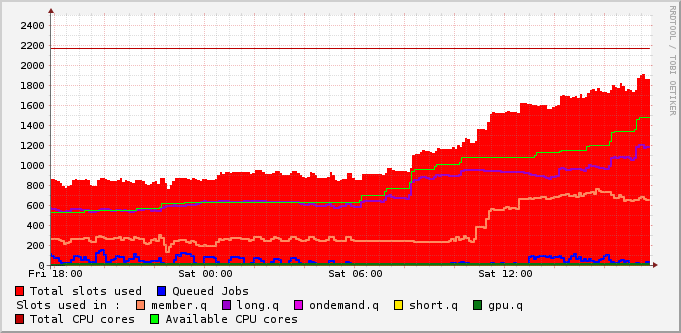 RRDTOOL / TOBI OETIKER
2400
2200
2000
1800
1600
1400
1200
1000
800
600
400
200
0
Fri 18:00 Sat 00:00 Sat 06:00 Sat 12:00
Total slots used Queued Jobs
Slots used in : member.q long.q ondemand.q short.q gpu.q
Total CPU cores Available CPU cores